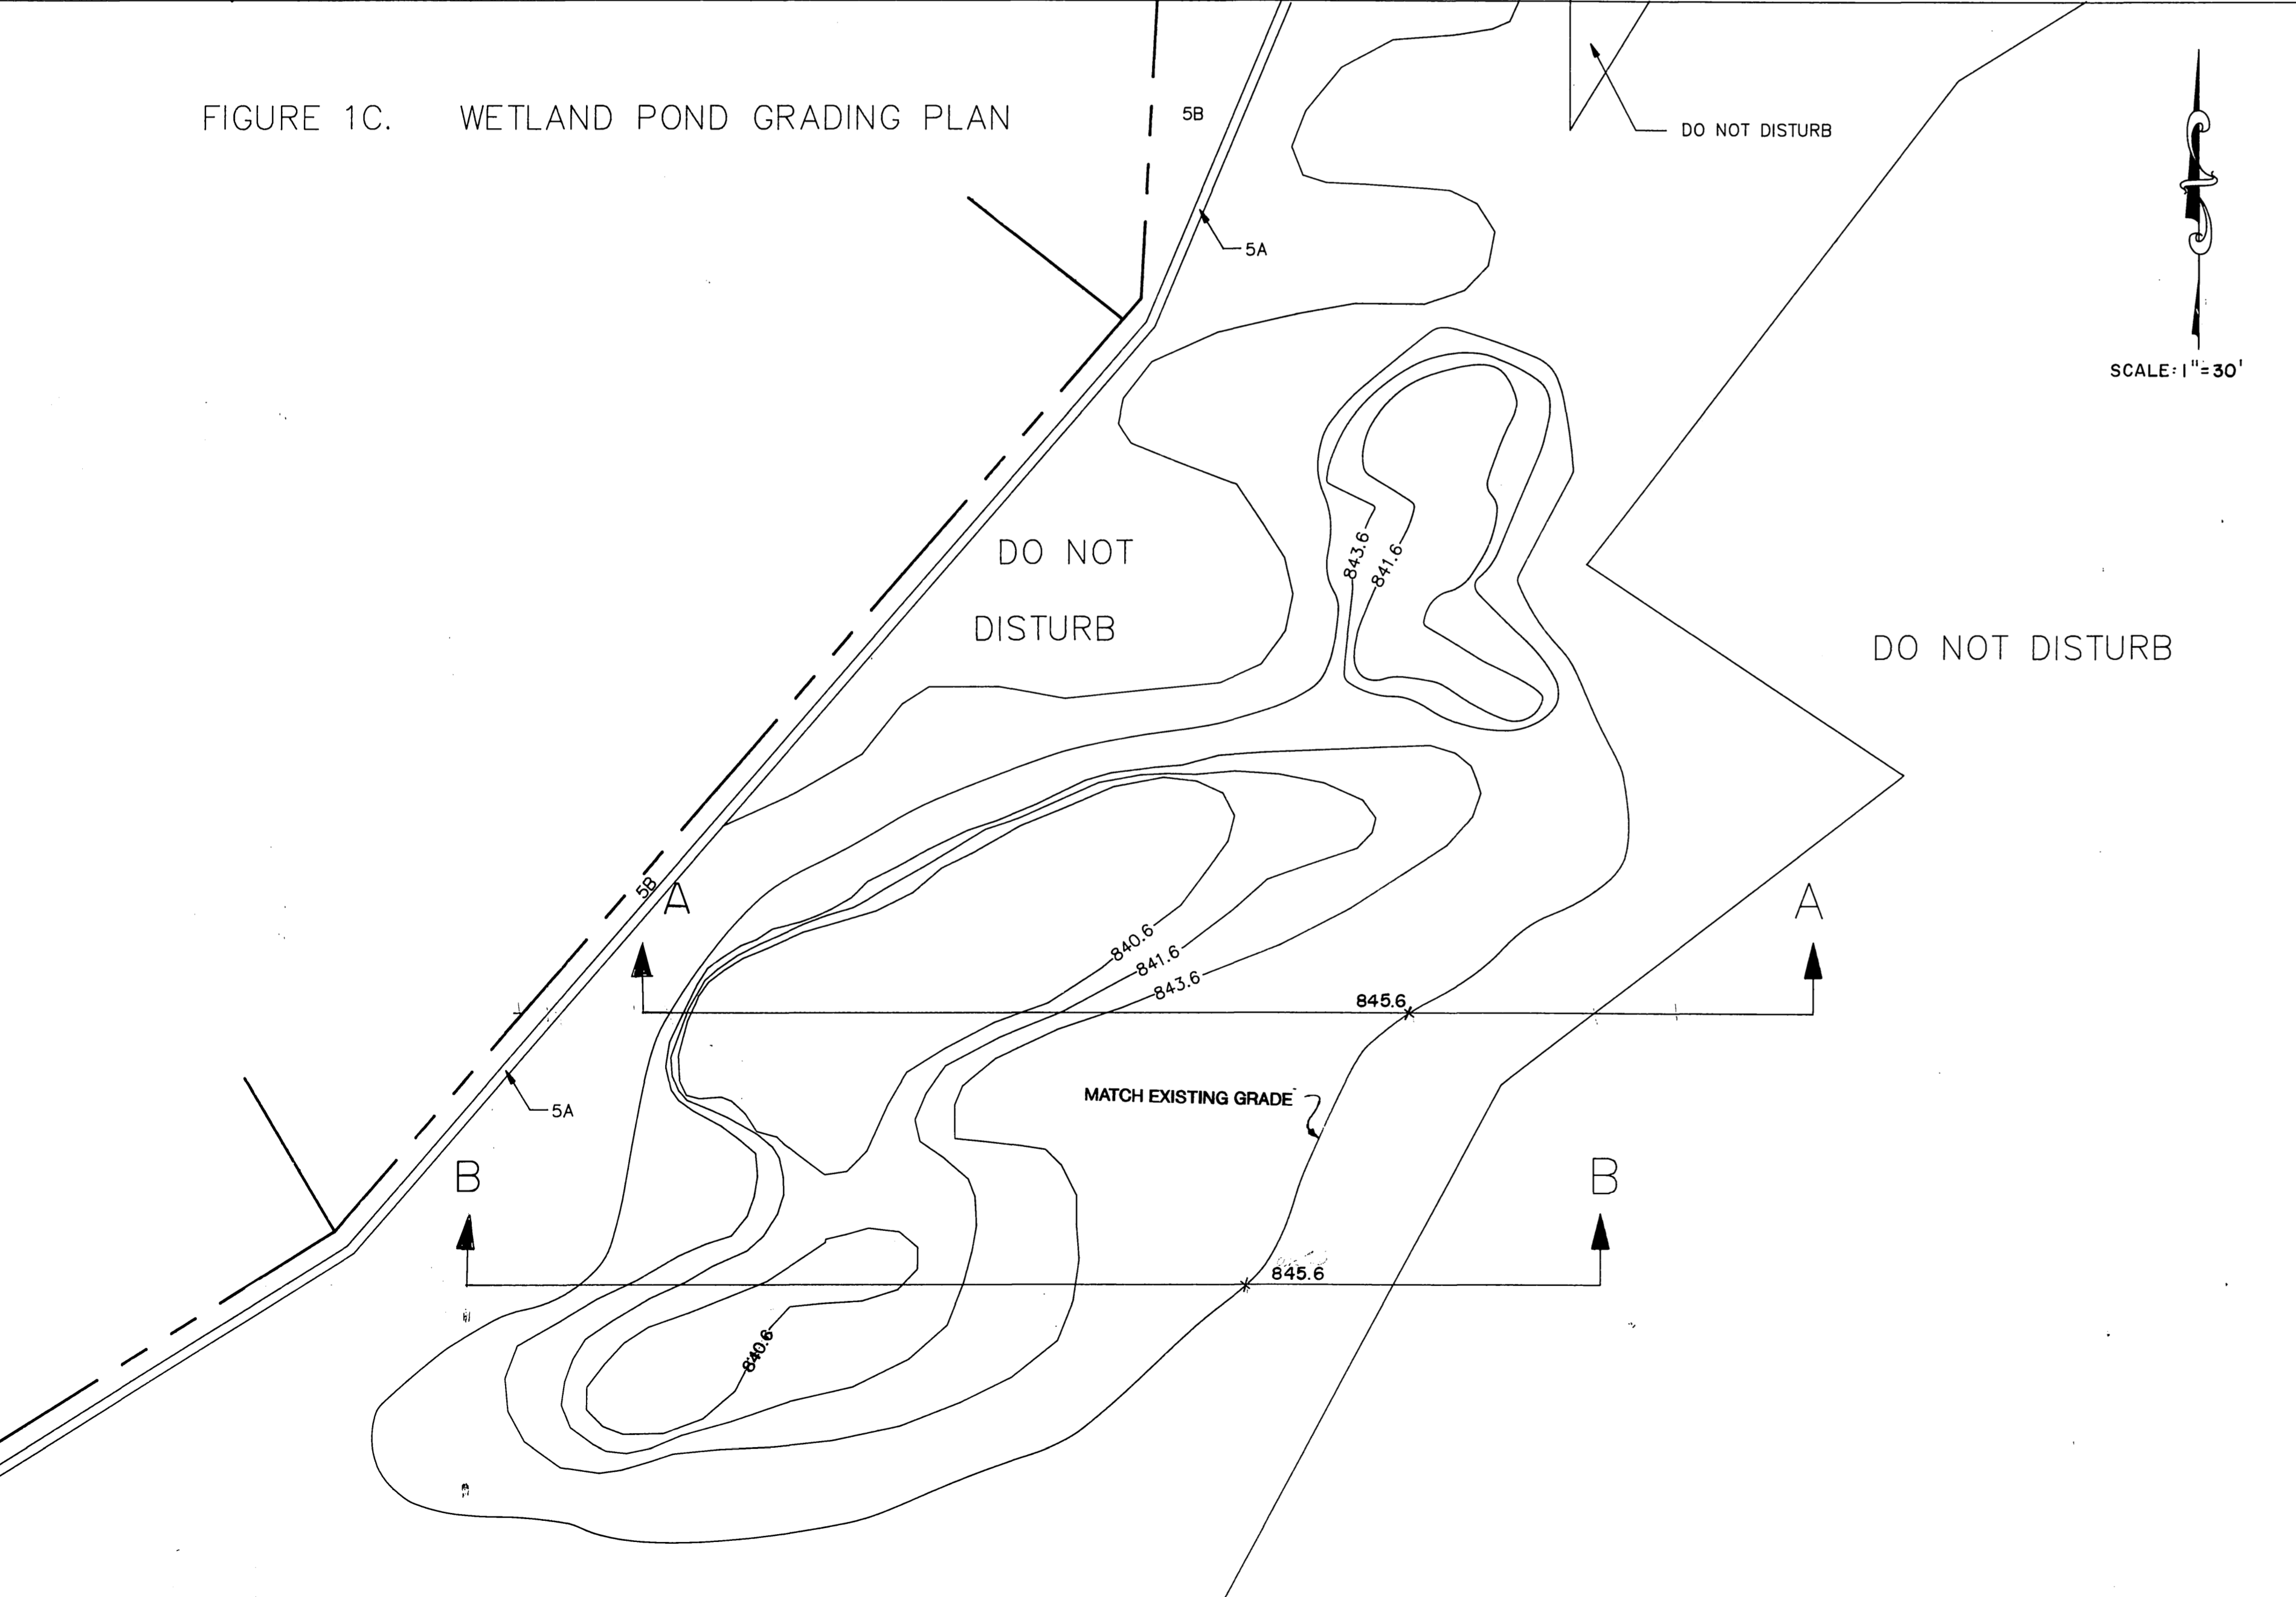 FIGURE 1C. WETLAND POND GRADING PLAN
5B
DO NOT DISTURB
5A
SCALE: 1"=30'
DO NOT
DISTURB
843.6
841.6
DO NOT DISTURB
5B
A
A
840.6
841.6
843.6
845.6
MATCH EXISTING GRADE
5A
B
B
845.6
840.6